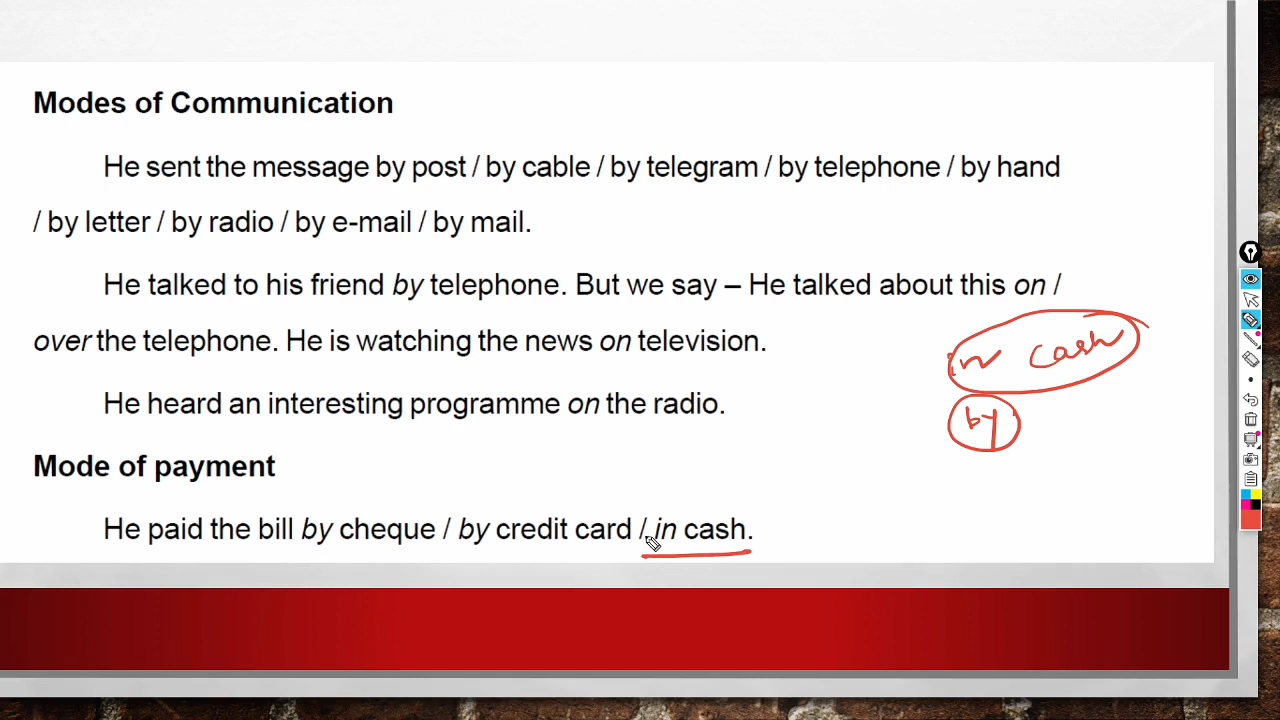 Modes of Communication
He sent the message by post / by cable / by telegram / by telephone / by hand
/ by letter / by radio / by e-mail / by mail.
He talked to his friend by telephone. But we say – He talked about this on /
over the telephone. He is watching the news on television.
in cash
He heard an interesting programme on the radio.
by
Mode of payment
He paid the bill by cheque / by credit card / in cash.